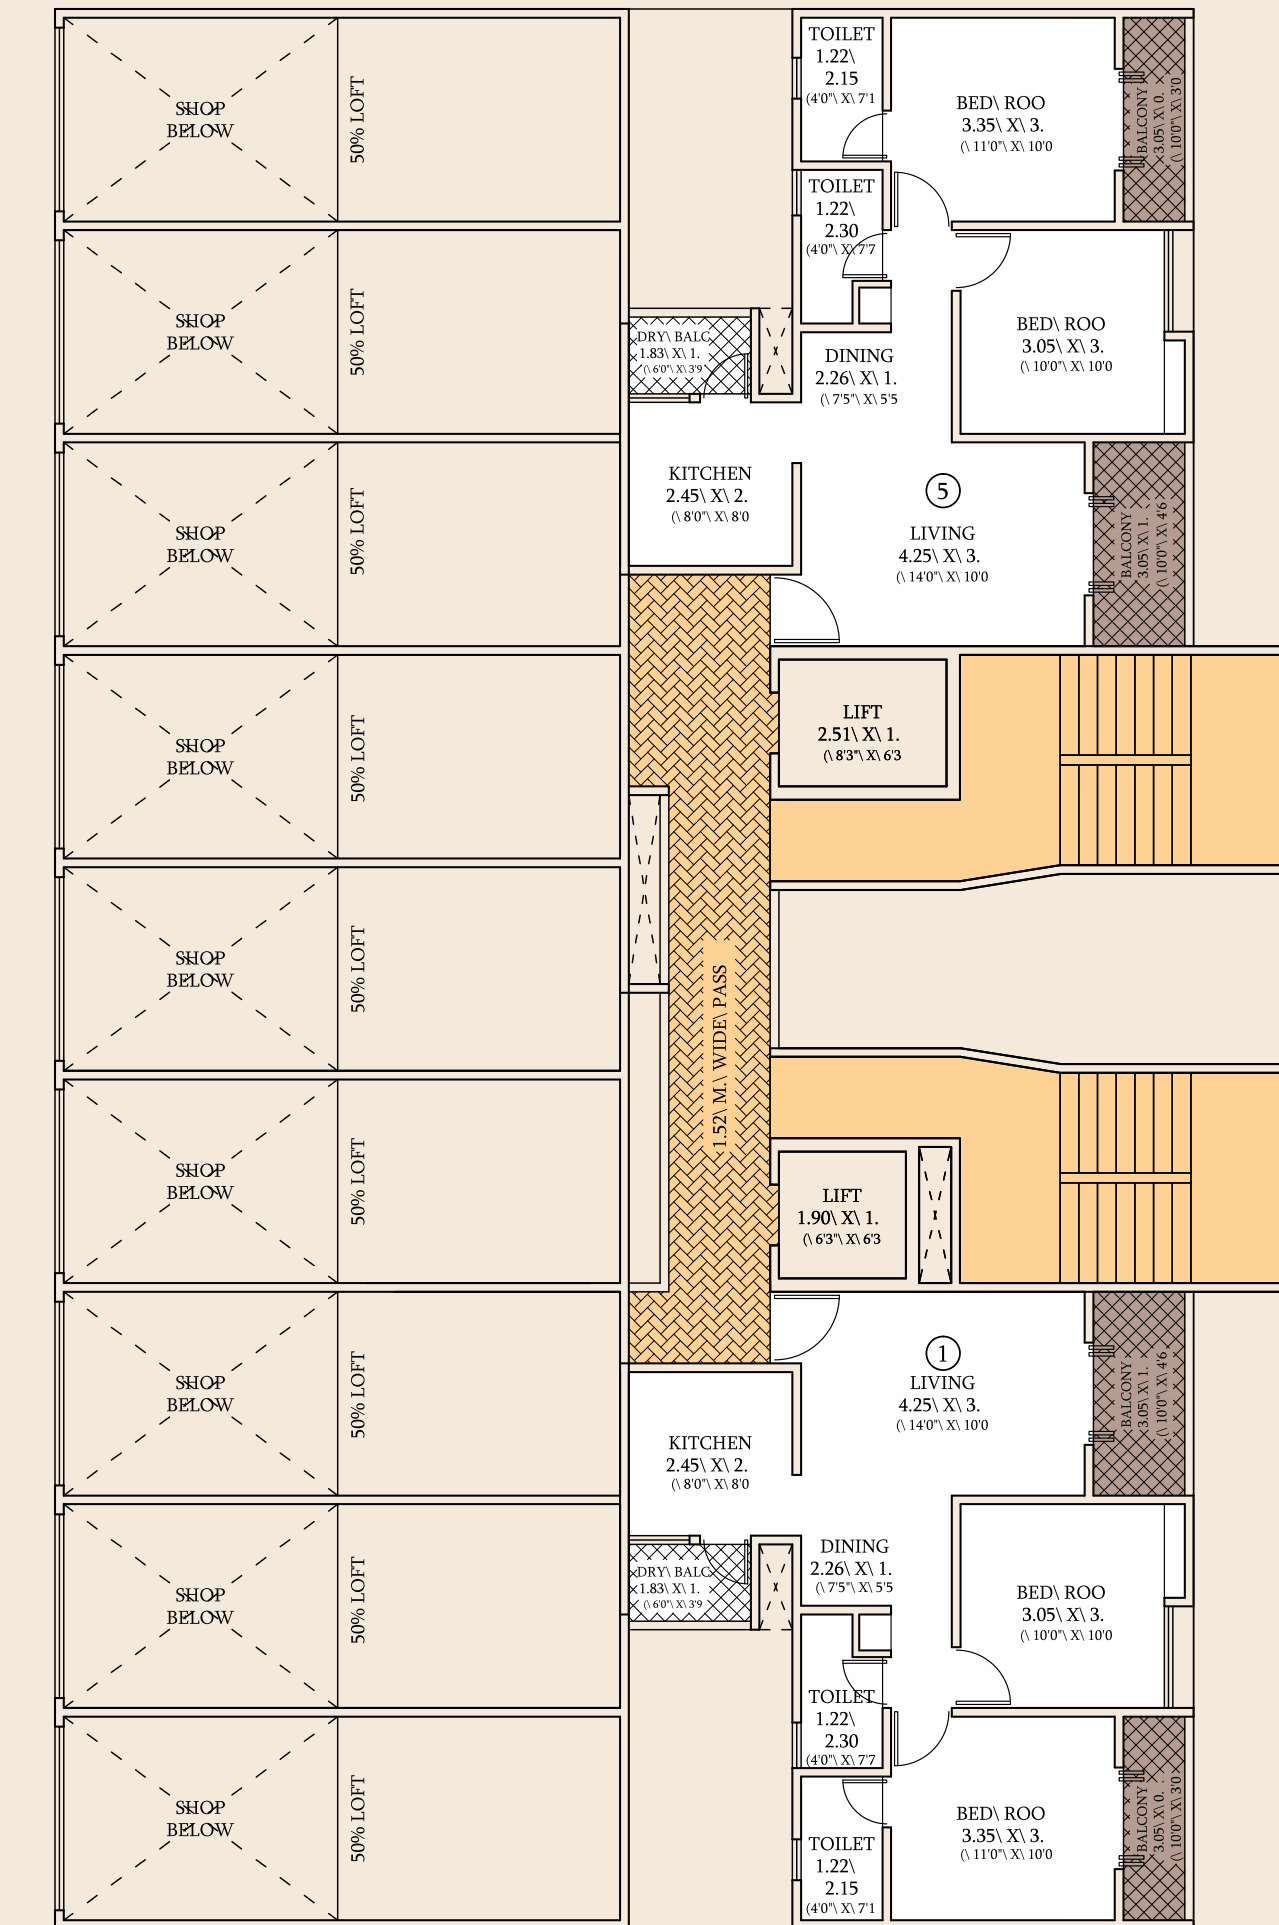 SHOP
BELOW
50% LOFT
SHOP
BELOW
50% LOFT
SHOP
BELOW
50% LOFT
SHOP
BELOW
50% LOFT
SHOP
BELOW
50% LOFT
SHOP
BELOW
50% LOFT
SHOP
BELOW
50% LOFT
SHOP
BELOW
50% LOFT
SHOP
BELOW
50% LOFT
TOILET
1.22\
2.15
(4'0"\ X\ 7'1
BED\ ROO
3.35\ X\ 3.
(\ 11'0"\ X\ 10'0
BALCONY
3.05\ X\ 0.
(\ 10'0"\ X\ 3'0
TOILET
1.22\
2.30
(4'0"\ X\ 7'7
BED\ ROO
3.05\ X\ 3.
(\ 10'0"\ X\ 10'0
DRY\ BALC
1.83\ X\ 1.
(\ 6'0"\ X\ 3'9
DINING
2.26\ X\ 1.
(\ 7'5"\ X\ 5'5
KITCHEN
2.45\ X\ 2.
(\ 8'0"\ X\ 8'0
5
LIVING
4.25\ X\ 3.
(\ 14'0"\ X\ 10'0
BALCONY
3.05\ X\ 1.
(\ 10'0"\ X\ 4'6
LIFT
2.51\ X\ 1.
(\ 8'3"\ X\ 6'3
1.52\ M.\ WIDE\ PASS
LIFT
1.90\ X\ 1.
(\ 6'3"\ X\ 6'3
1
LIVING
4.25\ X\ 3.
(\ 14'0"\ X\ 10'0
BALCONY
3.05\ X\ 1.
(\ 10'0"\ X\ 4'6
KITCHEN
2.45\ X\ 2.
(\ 8'0"\ X\ 8'0
DINING
2.26\ X\ 1.
(\ 7'5"\ X\ 5'5
DRY\ BALC
1.83\ X\ 1.
(\ 6'0"\ X\ 3'9
BED\ ROO
3.05\ X\ 3.
(\ 10'0"\ X\ 10'0
TOILET
1.22\
2.30
(4'0"\ X\ 7'7
BED\ ROO
3.35\ X\ 3.
(\ 11'0"\ X\ 10'0
BALCONY
3.05\ X\ 0.
(\ 10'0"\ X\ 3'0
TOILET
1.22\
2.15
(4'0"\ X\ 7'1